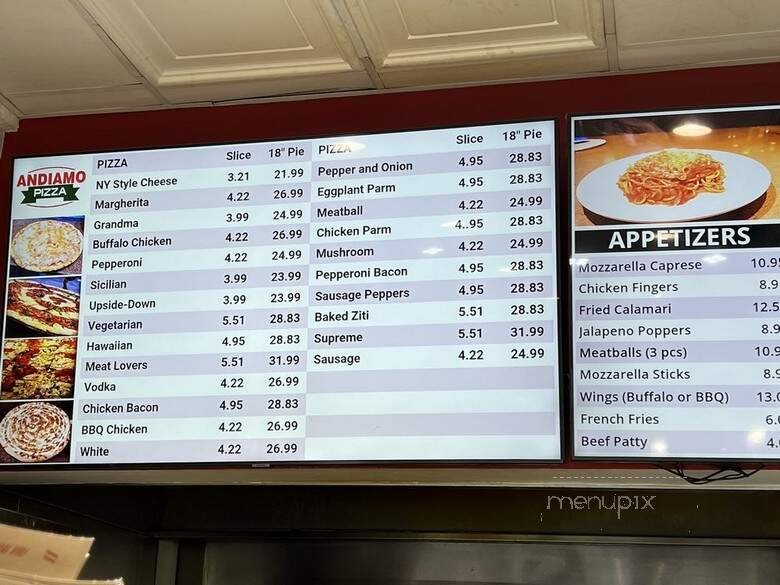 ANDIAMO
PIZZA
PIZZA Slice 18" Pie
NY Style Cheese 3.21 21.99
Margherita 4.22 26.99
Grandma 3.99 24.99
Buffalo Chicken 4.22 26.99
Pepperoni 4.22 24.99
Sicilian 3.99 23.99
Upside-Down 3.99 23.99
Vegetarian 5.51 28.83
Hawaiian 4.95 28.83
Meat Lovers 5.51 31.99
Vodka 4.22 26.99
Chicken Bacon 4.95 28.83
BBQ Chicken 4.22 26.99
White 4.22 26.99
PIZZA Slice 18" Pie
Pepper and Onion 4.95 28.83
Eggplant Parm 4.95 28.83
Meatball 4.22 24.99
Chicken Parm 4..95 28.83
Mushroom 4.22 24.99
Pepperoni Bacon 4.95 28.83
Sausage Peppers 4.95 28.83
Baked Ziti 5.51 28.83
Supreme 5.51 31.99
Sausage 4.22 24.99
APPETIZERS
Mozzarella Caprese
Chicken Fingers
Fried Calamari
Jalapeno Poppers
Meatballs (3 pcs)
Mozzarella Sticks
Wings (Buffalo or BBQ)
French Fries
Beef Patty
menupix